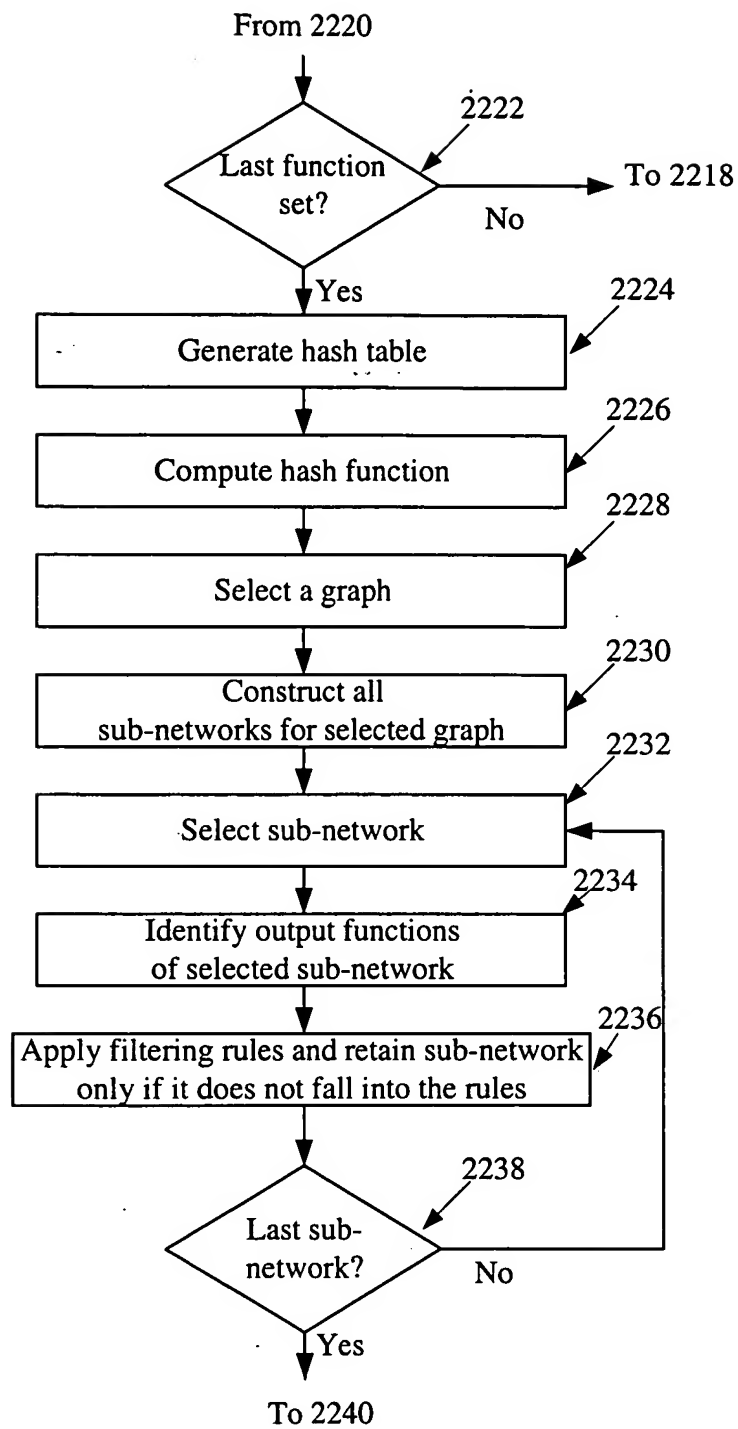 From 2220
2222
Last function
set?
To 2218
No
Yes
2224
Generate hash table
2226
Compute hash function
2228
Select a graph
2230
Construct all
sub-networks for selected graph
2232
Select sub-network
2234
Identify output functions
of selected sub-network
2236
Apply filtering rules and retain sub-network
only if it does not fall into the rules
2238
Last sub-
network?
No
Yes
To 2240